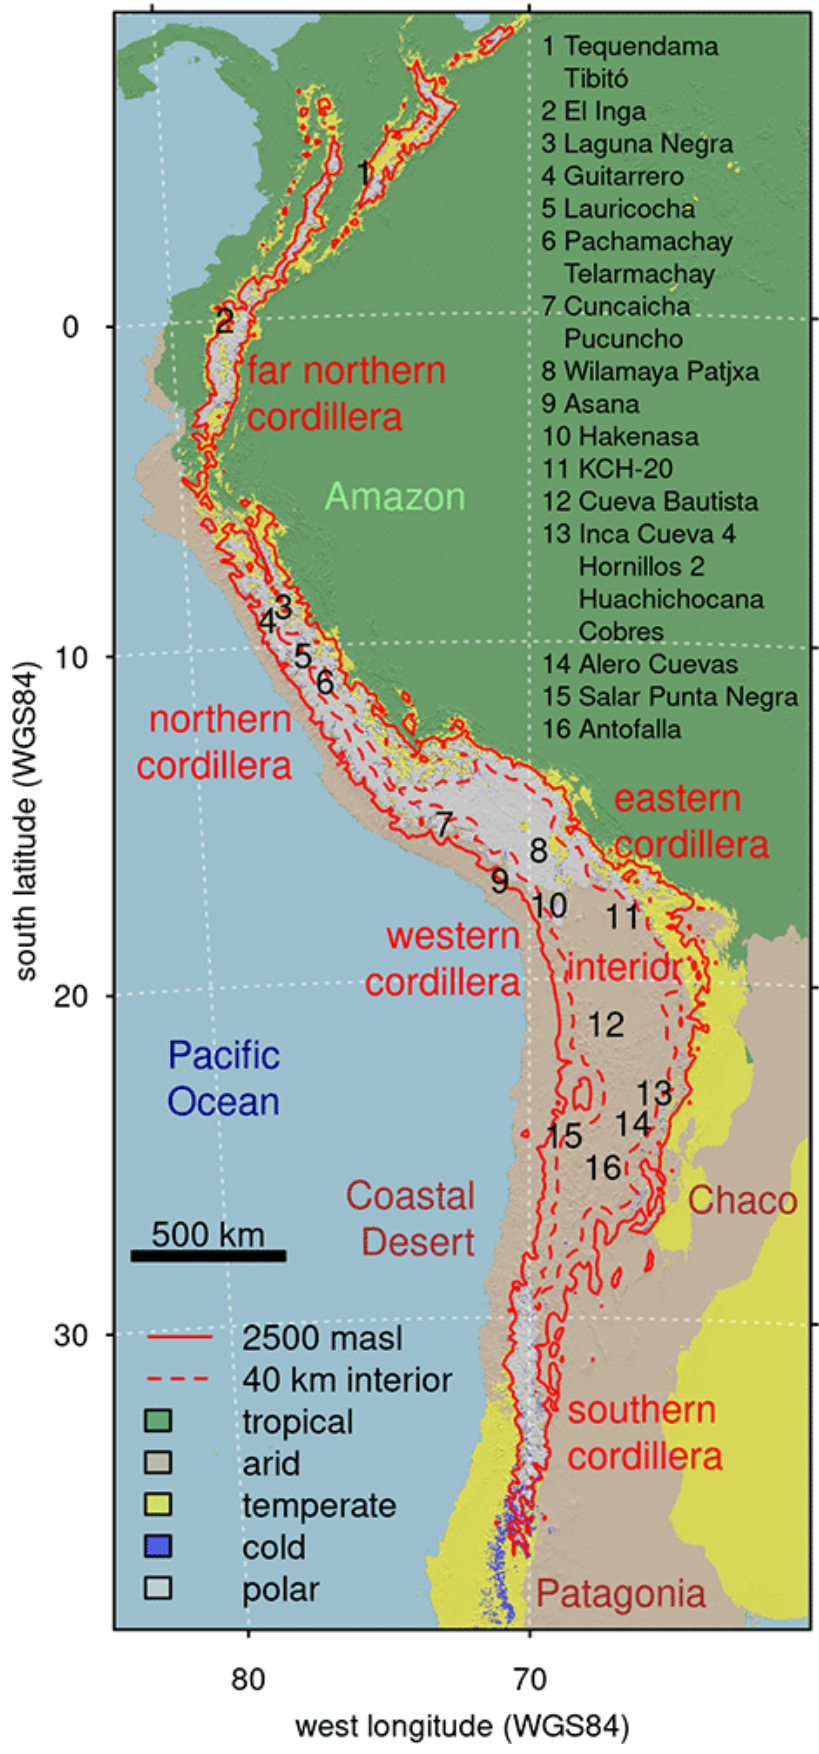 1 Tequendama
Tibitó
2 El Inga
3 Laguna Negra
4 Guitarrero
5 Lauricocha
6 Pachamachay
Telarmachay
7 Cuncaicha
Pucuncho
8 Wilamaya Patjxa
9 Asana
10 Hakenasa
11 KCH-20
12 Cueva Bautista
13 Inca Cueva 4
Hornillos 2
Huachichocana
Cobres
14 Alero Cuevas
15 Salar Punta Negra
16 Antofalla
1
2
far northern
cordillera
Amazon
3
4
5
6
northern
cordillera
7
8
9
10
11
eastern
cordillera
western
cordillera
interior
12
13
14
15
16
Pacific
Ocean
Coastal
Desert
Chaco
500 km
2500 masl
40 km interior
tropical
arid
temperate
cold
polar
southern
cordillera
Patagonia
0
10
20
30
south latitude (WGS84)
80
70
west longitude (WGS84)